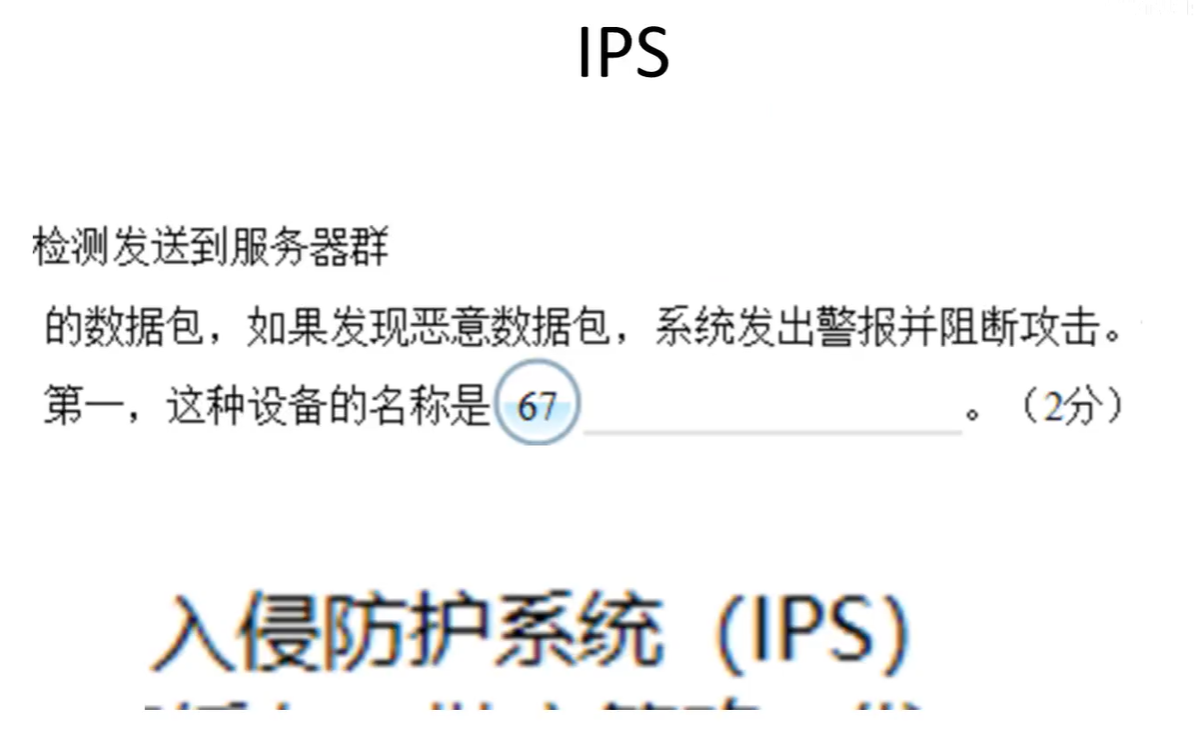 IPS
检测发送到服务器群
的数据包，如果发现恶意数据包，系统发出警报并阻断攻击。
第一，这种设备的名称是 67 ＿＿＿＿＿＿。（2分）
入侵防护系统（IPS）